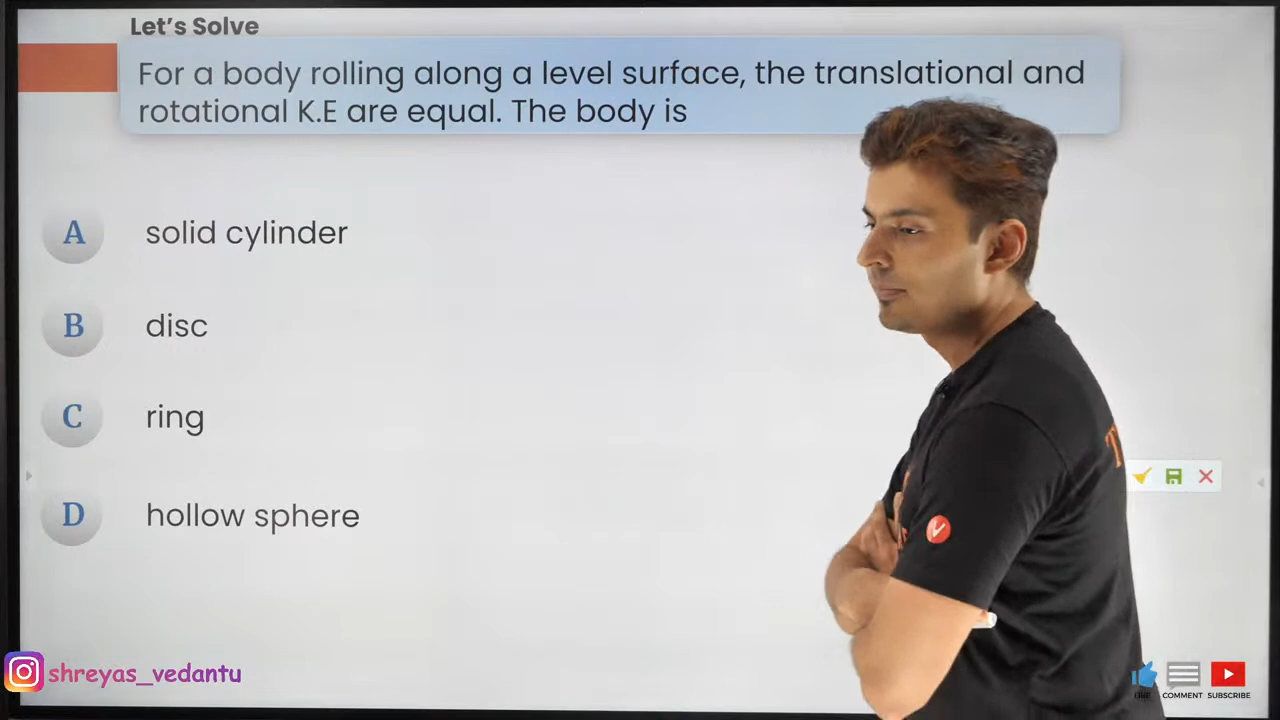 Let's Solve
For a body rolling along a level surface, the translational and
rotational K.E are equal. The body is
A solid cylinder
B disc
C ring
D hollow sphere
shreyas_vedantu
LIKE COMMENT SUBSCRIBE